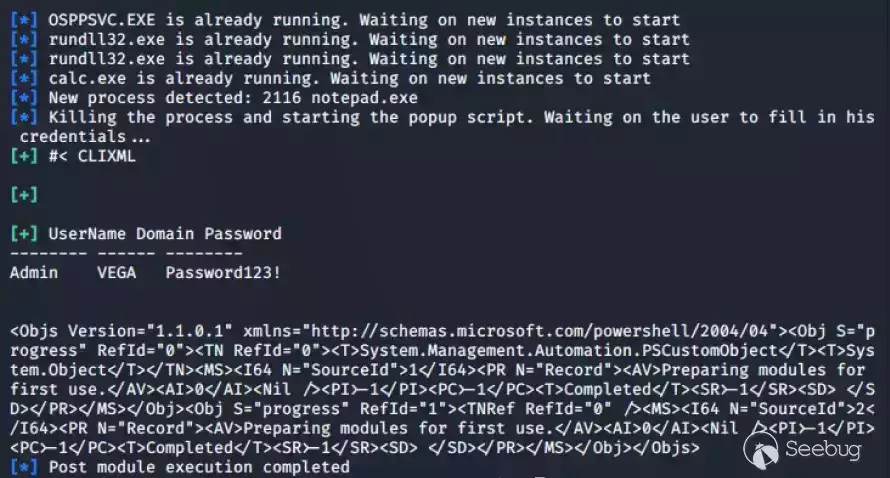 [*] OSPPSVC.EXE is already running. Waiting on new instances to start
[*] rundll32.exe is already running. Waiting on new instances to start
[*] rundll32.exe is already running. Waiting on new instances to start
[*] calc.exe is already running. Waiting on new instances to start
[*] New process detected: 2116 notepad.exe
[*] Killing the process and starting the popup script. Waiting on the user to fill in his
credentials...
[+] #< CLIXML
[+]
[+] UserName Domain Password
-------- ------ --------
Admin    VEGA   Password123!
<Objs Version="1.1.0.1" xmlns="http://schemas.microsoft.com/powershell/2004/04"><Obj S="p
rogress" RefId="0"><TN RefId="0"><T>System.Management.Automation.PSCustomObject</T><T>Sys
tem.Object</T></TN><MS><I64 N="SourceId">1</I64><PR N="Record"><AV>Preparing modules for
first use.</AV><AI>0</AI><Nil /><PI>-1</PI><PC>-1</PC><T>Completed</T><SR>-1</SR><SD> </S
D></PR></MS></Obj><Obj S="progress" RefId="1"><TNRef RefId="0" /><MS><I64 N="SourceId">2<
/I64><PR N="Record"><AV>Preparing modules for first use.</AV><AI>0</AI><Nil /><PI>-1</PI>
<PC>-1</PC><T>Completed</T><SR>-1</SR><SD> </SD></PR></MS></Obj></Objs>
[*] Post module execution completed
Seebug